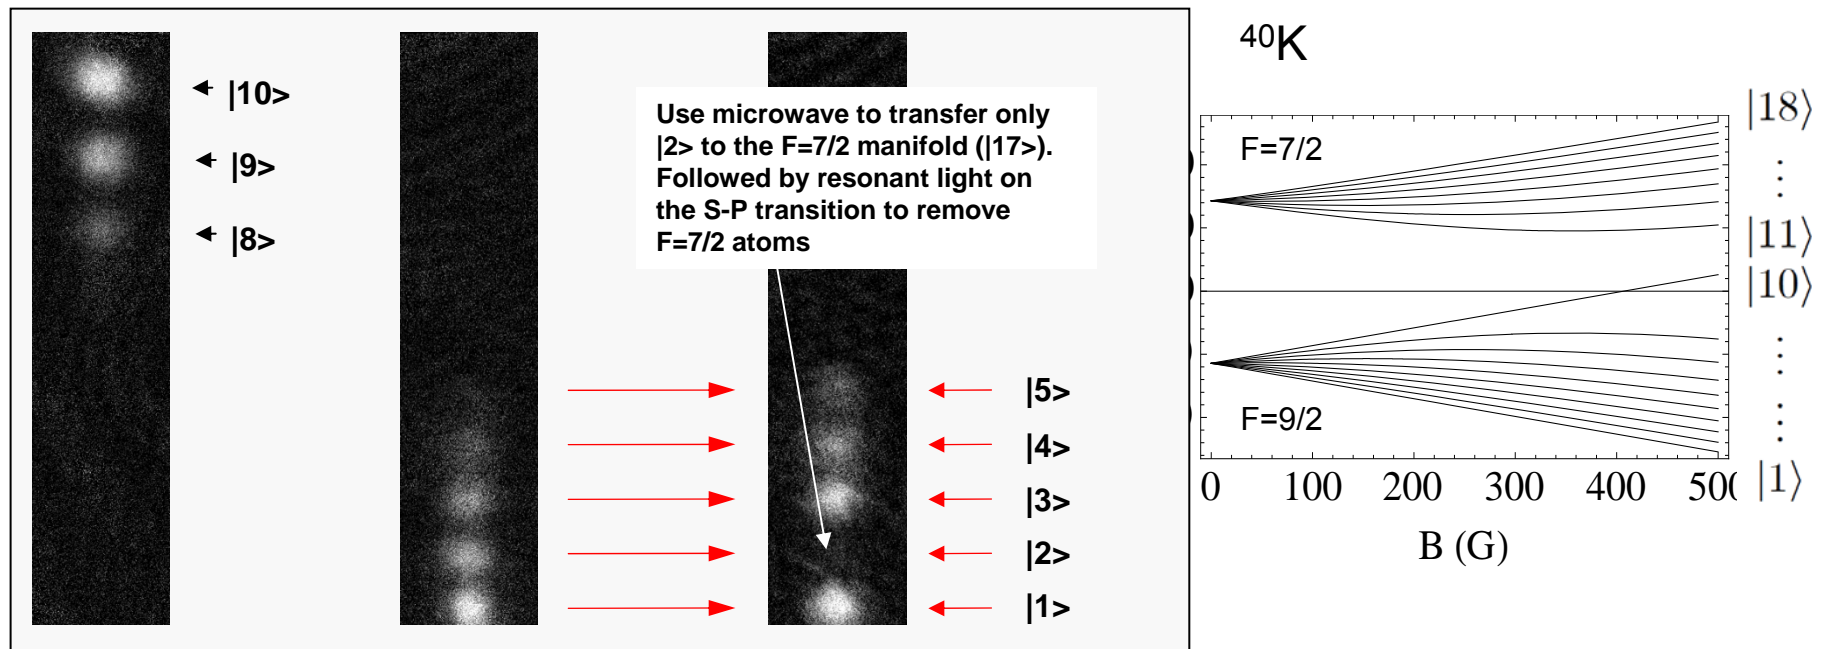 |10>
|9>
|8>
Use microwave to transfer only
|2> to the F=7/2 manifold (|17>).
Followed by resonant light on
the S-P transition to remove
F=7/2 atoms
|5>
|4>
|3>
|2>
|1>
⁴⁰K
F=7/2
F=9/2
|18⟩
⋮
|11⟩
|10⟩
⋮
⋮
|1⟩
0 100 200 300 400 500
B (G)